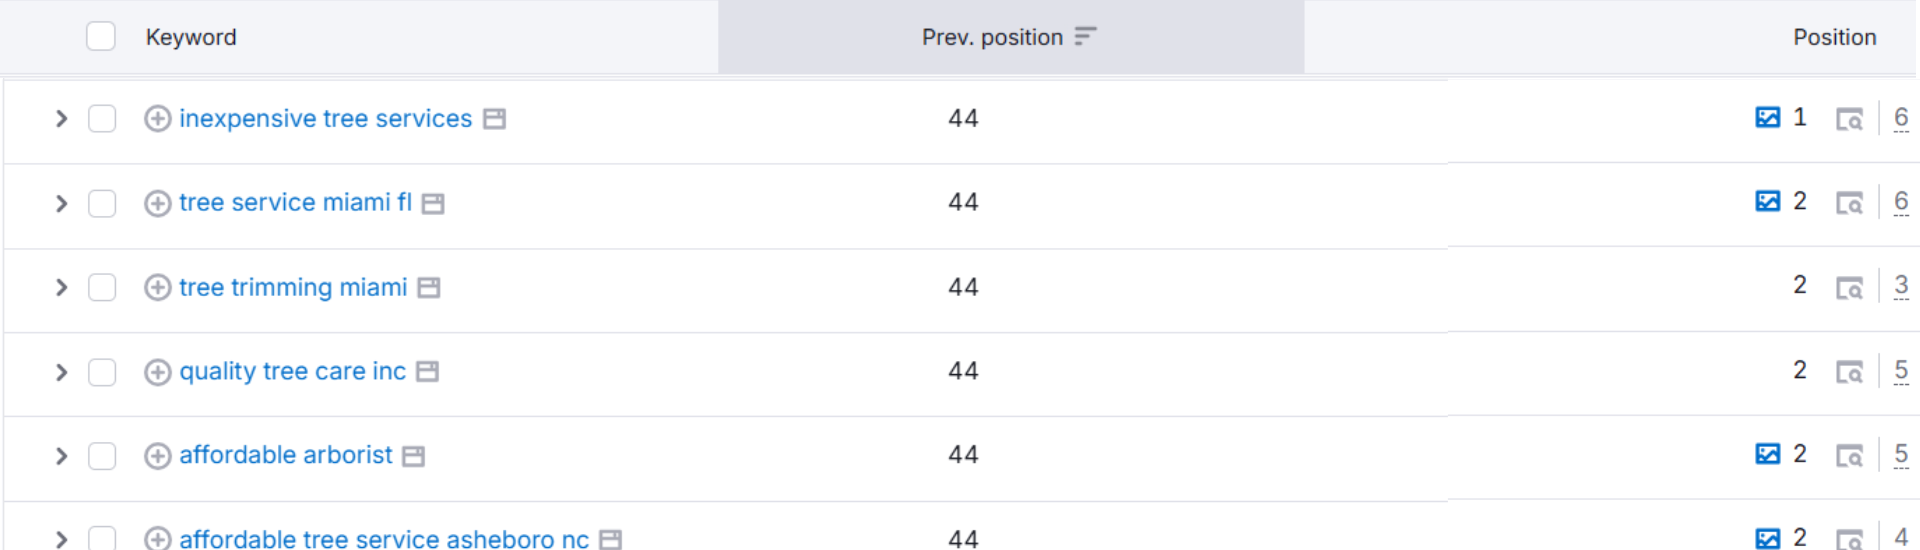 Keyword Prev. position Position
inexpensive tree services 44 1 6
tree service miami fl 44 2 6
tree trimming miami 44 2 3
quality tree care inc 44 2 5
affordable arborist 44 2 5
affordable tree service asheboro nc 44 2 4